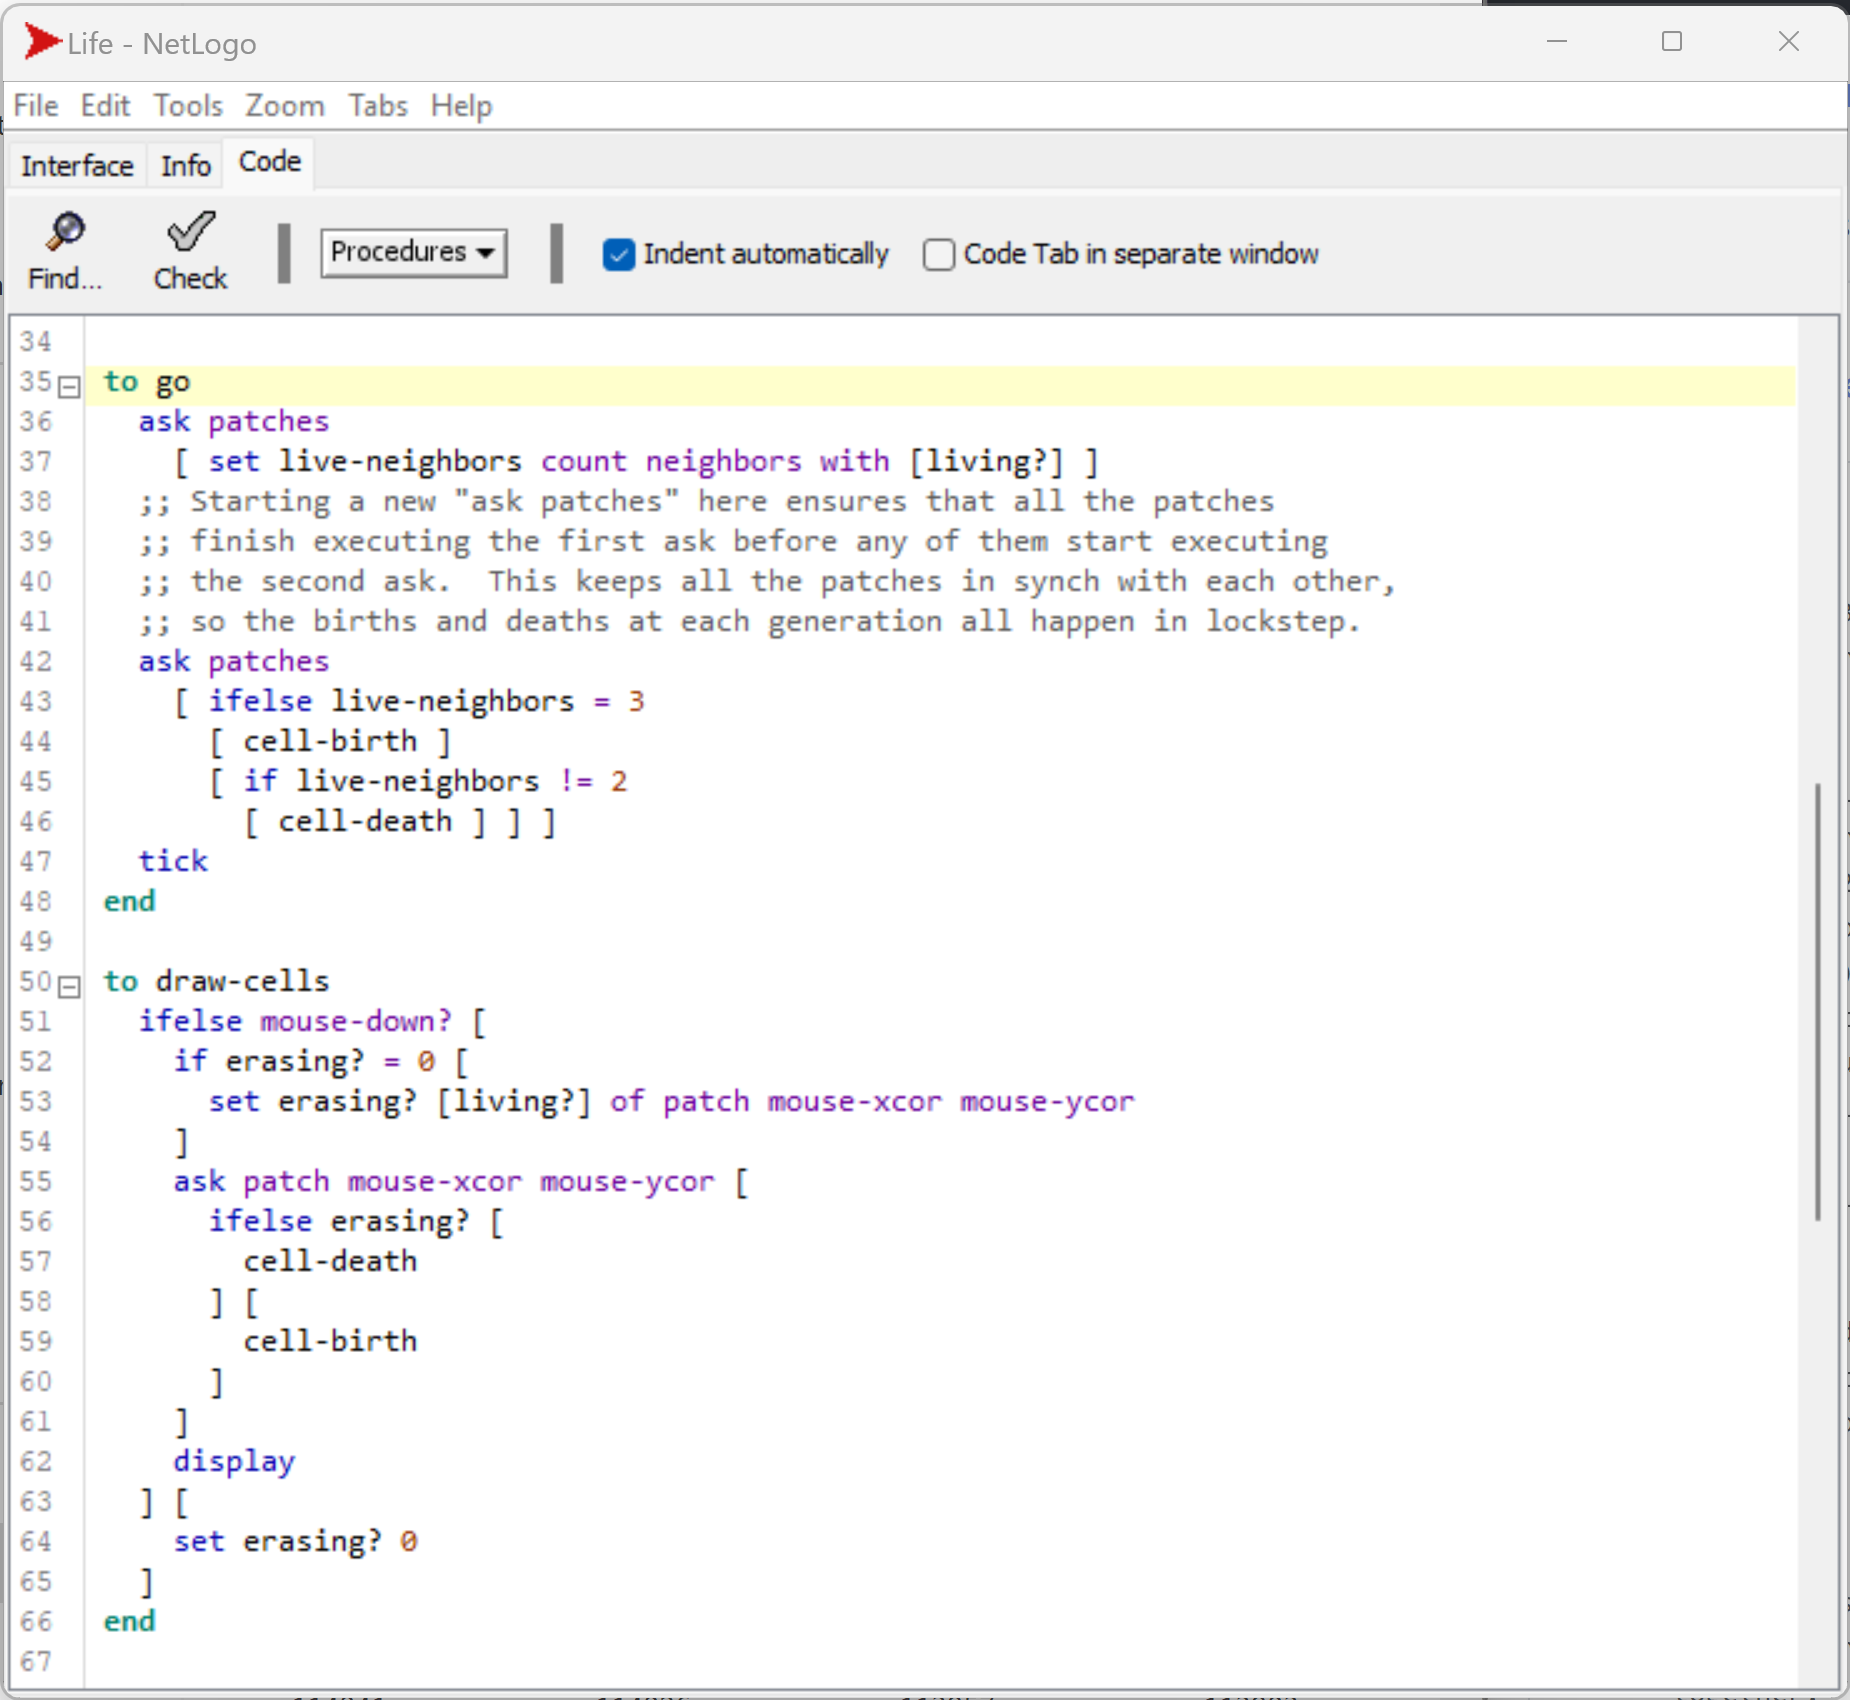 Life - NetLogo
File Edit Tools Zoom Tabs Help
Interface Info Code
Find... Check Procedures Indent automatically Code Tab in separate window
34
35 to go
36   ask patches
37     [ set live-neighbors count neighbors with [living?] ]
38   ;; Starting a new "ask patches" here ensures that all the patches
39   ;; finish executing the first ask before any of them start executing
40   ;; the second ask.  This keeps all the patches in synch with each other,
41   ;; so the births and deaths at each generation all happen in lockstep.
42   ask patches
43     [ ifelse live-neighbors = 3
44       [ cell-birth ]
45       [ if live-neighbors != 2
46         [ cell-death ] ] ]
47   tick
48 end
49
50 to draw-cells
51   ifelse mouse-down? [
52     if erasing? = 0 [
53       set erasing? [living?] of patch mouse-xcor mouse-ycor
54     ]
55     ask patch mouse-xcor mouse-ycor [
56       ifelse erasing? [
57         cell-death
58       ] [
59         cell-birth
60       ]
61     ]
62     display
63   ] [
64     set erasing? 0
65   ]
66 end
67